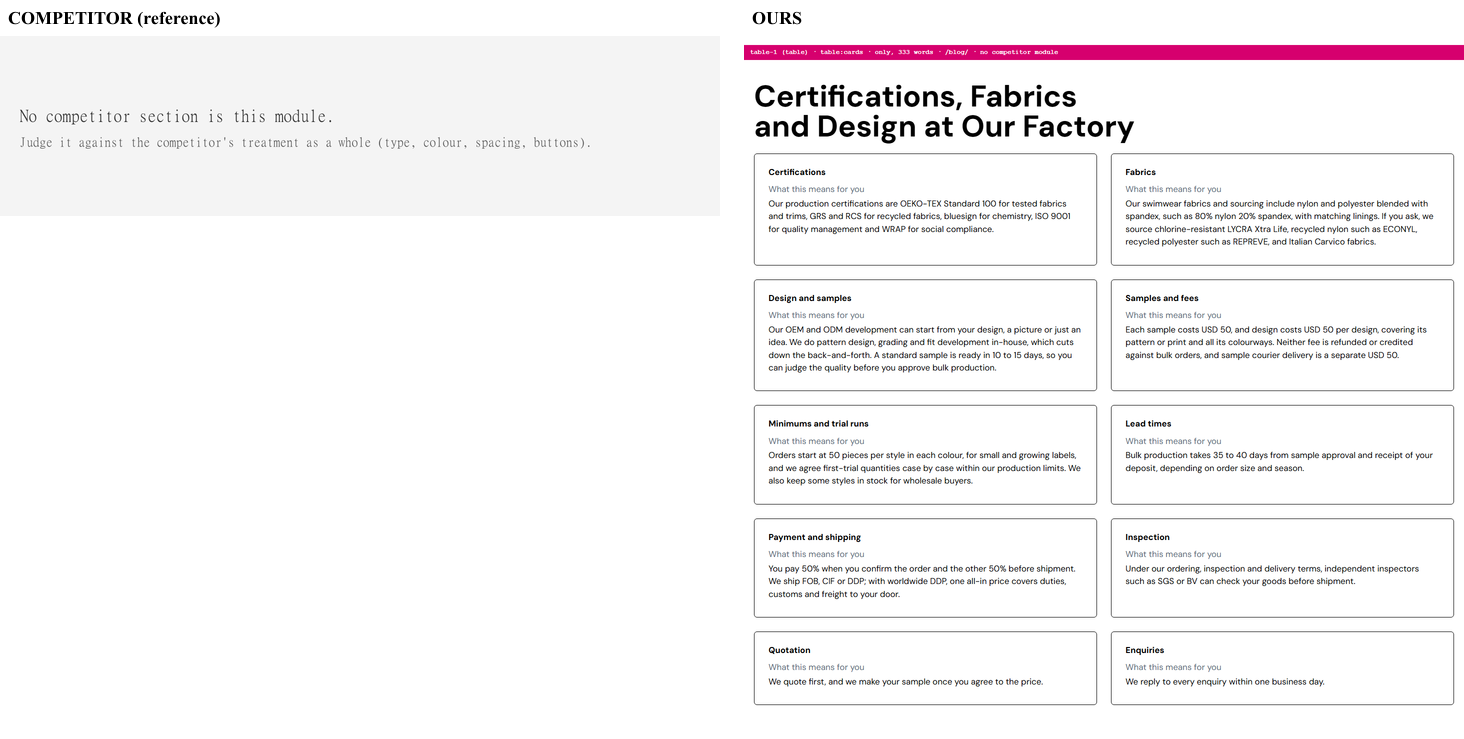 COMPETITOR (reference)
No competitor section is this module.
Judge it against the competitor's treatment as a whole (type, colour, spacing, buttons).
OURS
table-1 (table) · table:cards · only, 333 words · /blog/ · no competitor module
Certifications, Fabrics
and Design at Our Factory
Certifications
What this means for you
Our production certifications are OEKO-TEX Standard 100 for tested fabrics
and trims, GRS and RCS for recycled fabrics, bluesign for chemistry, ISO 9001
for quality management and WRAP for social compliance.
Fabrics
What this means for you
Our swimwear fabrics and sourcing include nylon and polyester blended with
spandex, such as 80% nylon 20% spandex, with matching linings. If you ask, we
source chlorine-resistant LYCRA Xtra Life, recycled nylon such as ECONYL,
recycled polyester such as REPREVE, and Italian Carvico fabrics.
Design and samples
What this means for you
Our OEM and ODM development can start from your design, a picture or just an
idea. We do pattern design, grading and fit development in-house, which cuts
down the back-and-forth. A standard sample is ready in 10 to 15 days, so you
can judge the quality before you approve bulk production.
Samples and fees
What this means for you
Each sample costs USD 50, and design costs USD 50 per design, covering its
pattern or print and all its colourways. Neither fee is refunded or credited
against bulk orders, and sample courier delivery is a separate USD 50.
Minimums and trial runs
What this means for you
Orders start at 50 pieces per style in each colour, for small and growing labels,
and we agree first-trial quantities case by case within our production limits. We
also keep some styles in stock for wholesale buyers.
Lead times
What this means for you
Bulk production takes 35 to 40 days from sample approval and receipt of your
deposit, depending on order size and season.
Payment and shipping
What this means for you
You pay 50% when you confirm the order and the other 50% before shipment.
We ship FOB, CIF or DDP; with worldwide DDP, one all-in price covers duties,
customs and freight to your door.
Inspection
What this means for you
Under our ordering, inspection and delivery terms, independent inspectors
such as SGS or BV can check your goods before shipment.
Quotation
What this means for you
We quote first, and we make your sample once you agree to the price.
Enquiries
What this means for you
We reply to every enquiry within one business day.